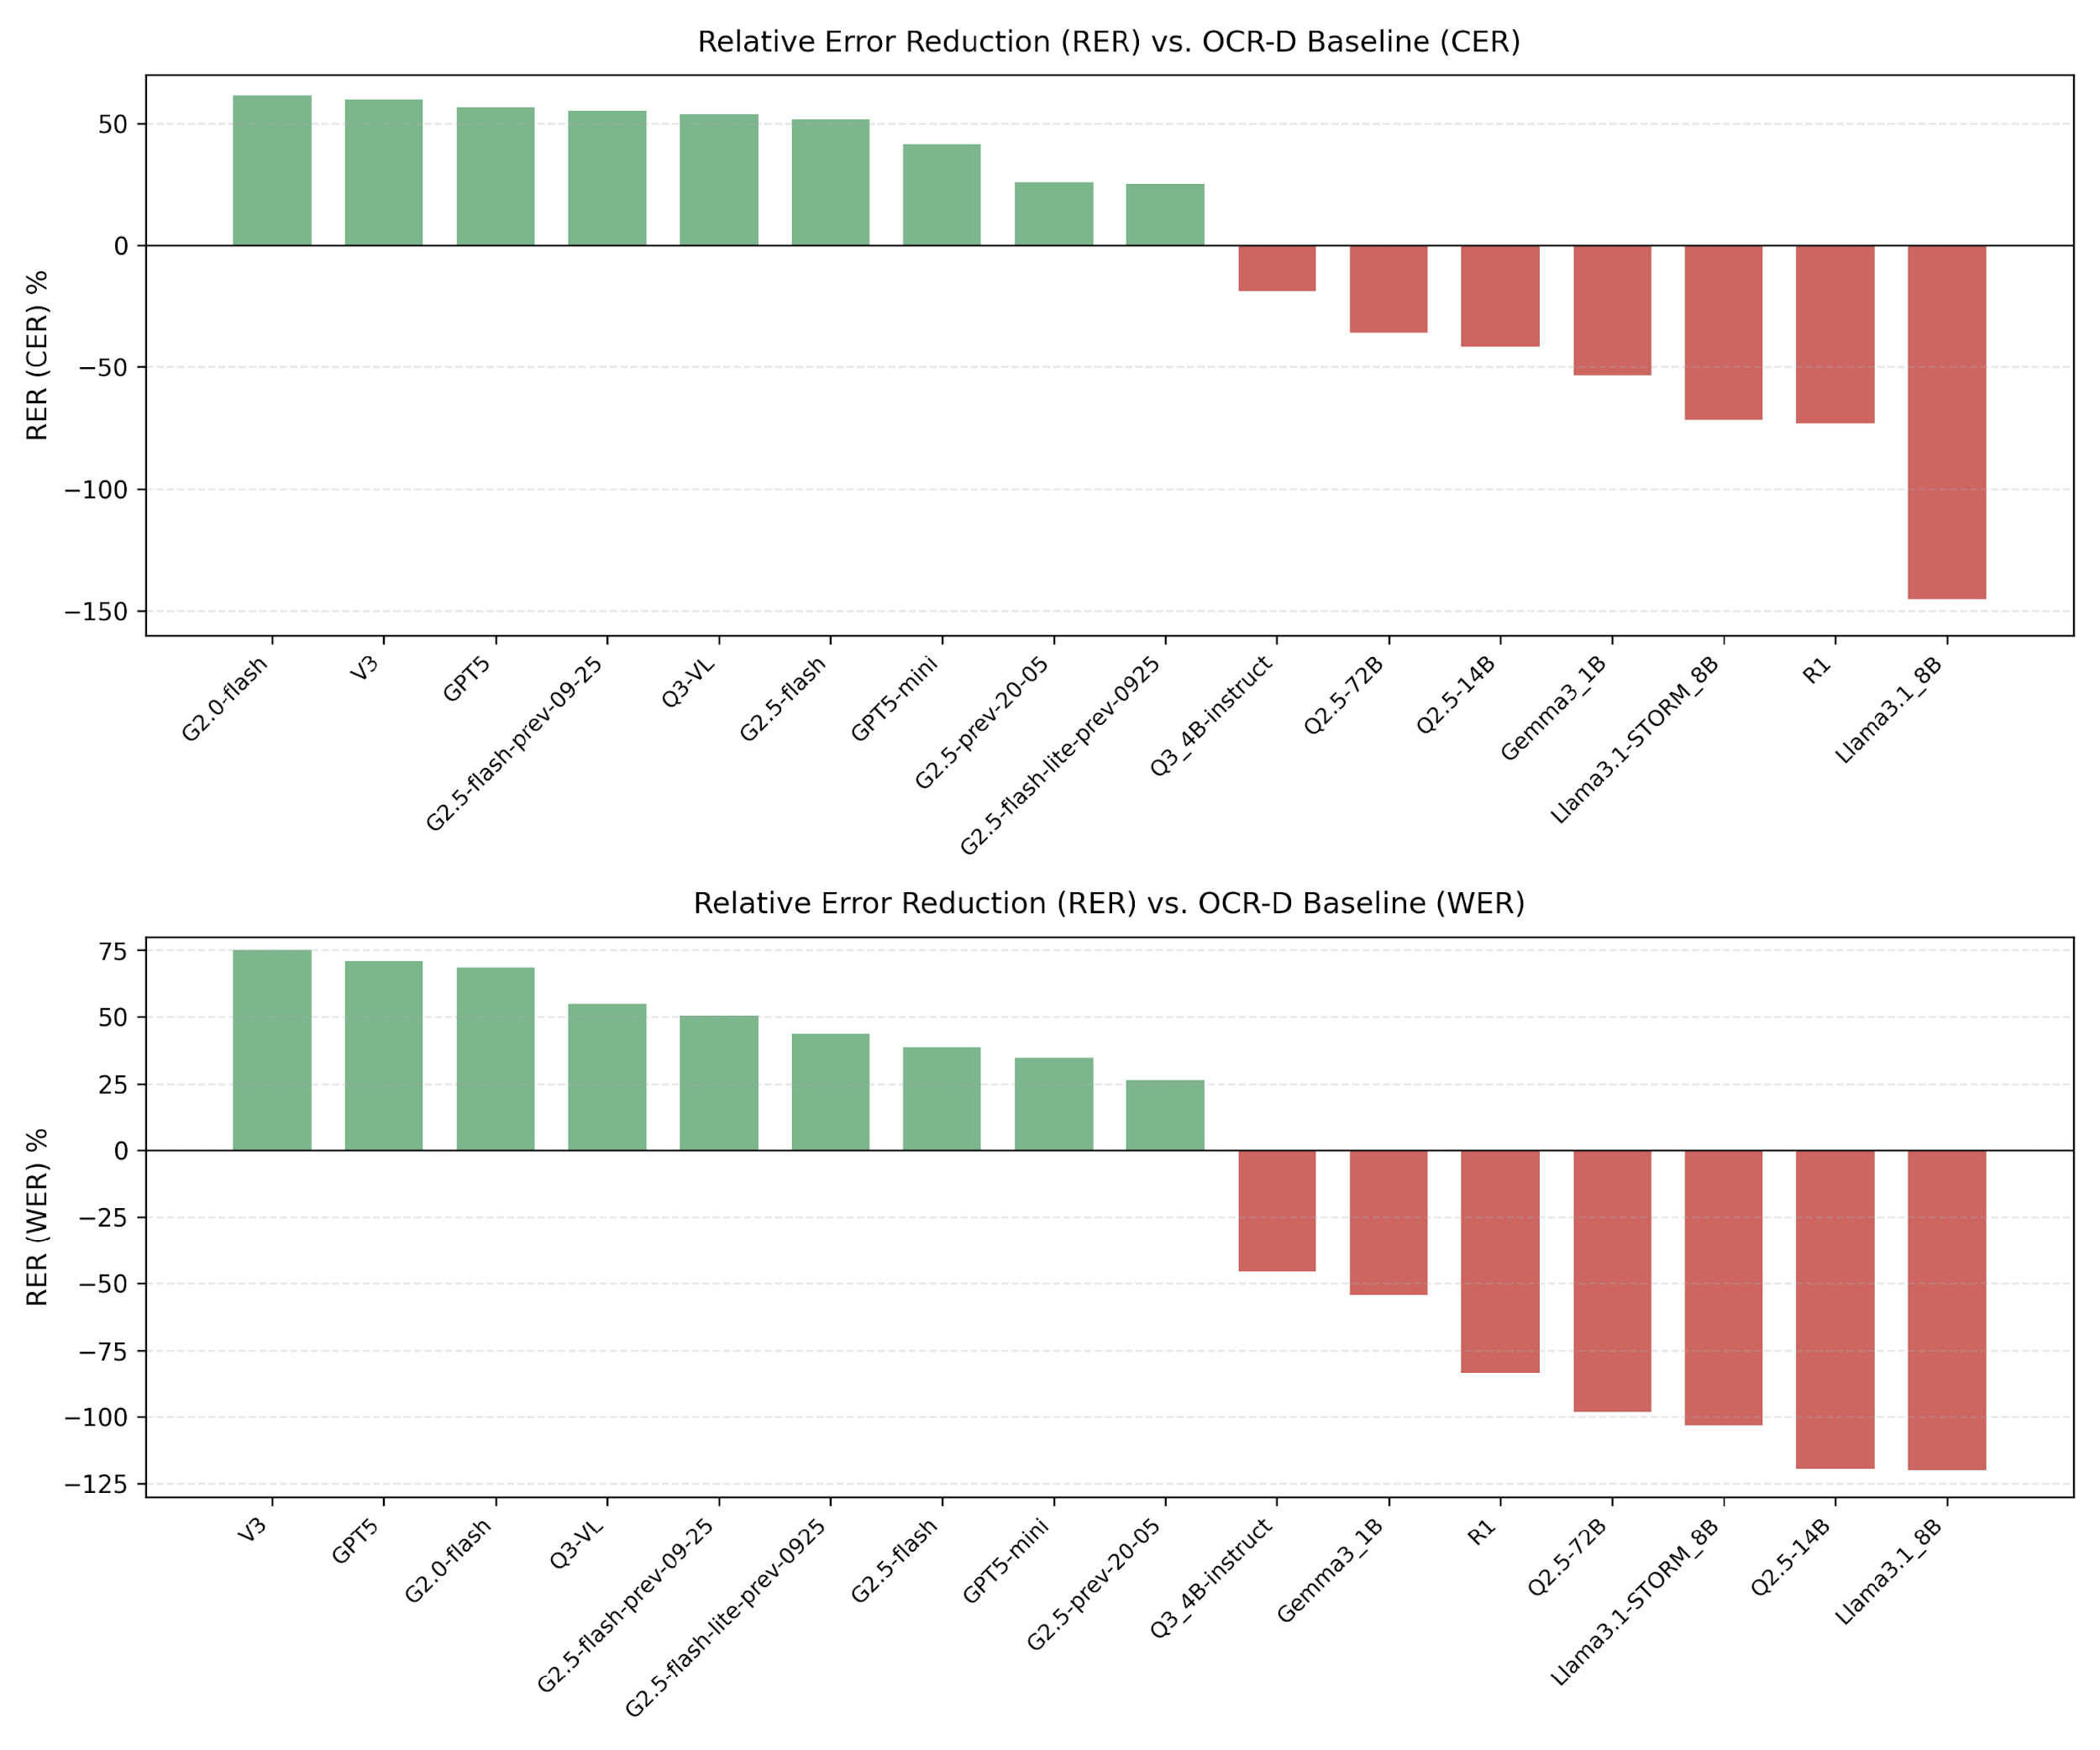 Relative Error Reduction (RER) vs. OCR-D Baseline (CER)
RER (CER) %
50
0
−50
−100
−150
G2.0-flash
V3
GPT5
G2.5-flash-prev-09-25
Q3-VL
G2.5-flash
GPT5-mini
G2.5-prev-20-05
G2.5-flash-lite-prev-0925
Q3_4B-instruct
Q2.5-72B
Q2.5-14B
Gemma3_1B
Llama3.1-STORM_8B
R1
Llama3.1_8B
Relative Error Reduction (RER) vs. OCR-D Baseline (WER)
RER (WER) %
75
50
25
0
−25
−50
−75
−100
−125
V3
GPT5
G2.0-flash
Q3-VL
G2.5-flash-prev-09-25
G2.5-flash-lite-prev-0925
G2.5-flash
GPT5-mini
G2.5-prev-20-05
Q3_4B-instruct
Gemma3_1B
R1
Q2.5-72B
Llama3.1-STORM_8B
Q2.5-14B
Llama3.1_8B